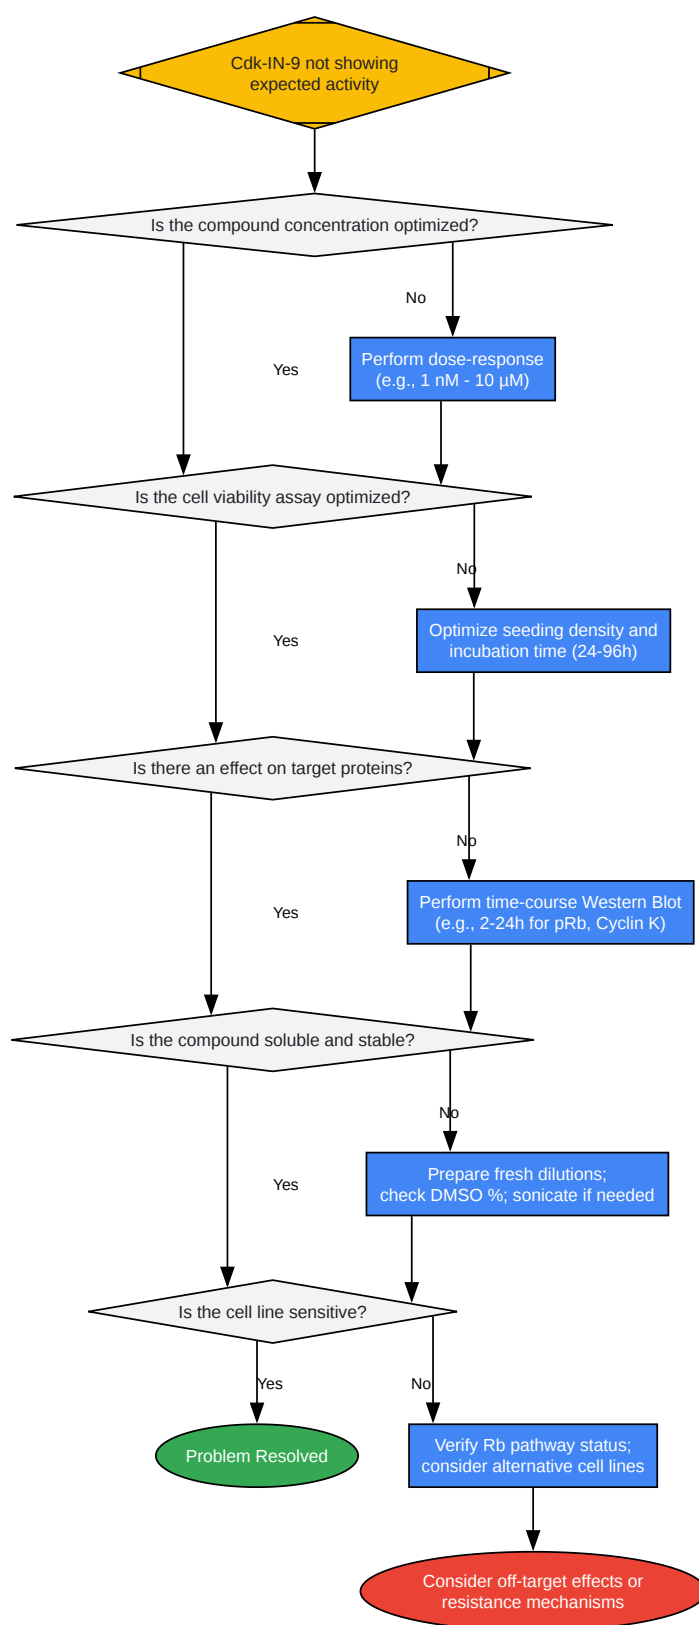 Cdk-IN-9 not showing
expected activity
Is the compound concentration optimized?
No
Perform dose-response
(e.g., 1 nM - 10 µM)
Yes
Is the cell viability assay optimized?
No
Optimize seeding density and
incubation time (24-96h)
Yes
Is there an effect on target proteins?
No
Perform time-course Western Blot
(e.g., 2-24h for pRb, Cyclin K)
Yes
Is the compound soluble and stable?
No
Prepare fresh dilutions;
check DMSO %; sonicate if needed
Yes
Is the cell line sensitive?
Yes
No
Problem Resolved
Verify Rb pathway status;
consider alternative cell lines
Consider off-target effects or
resistance mechanisms